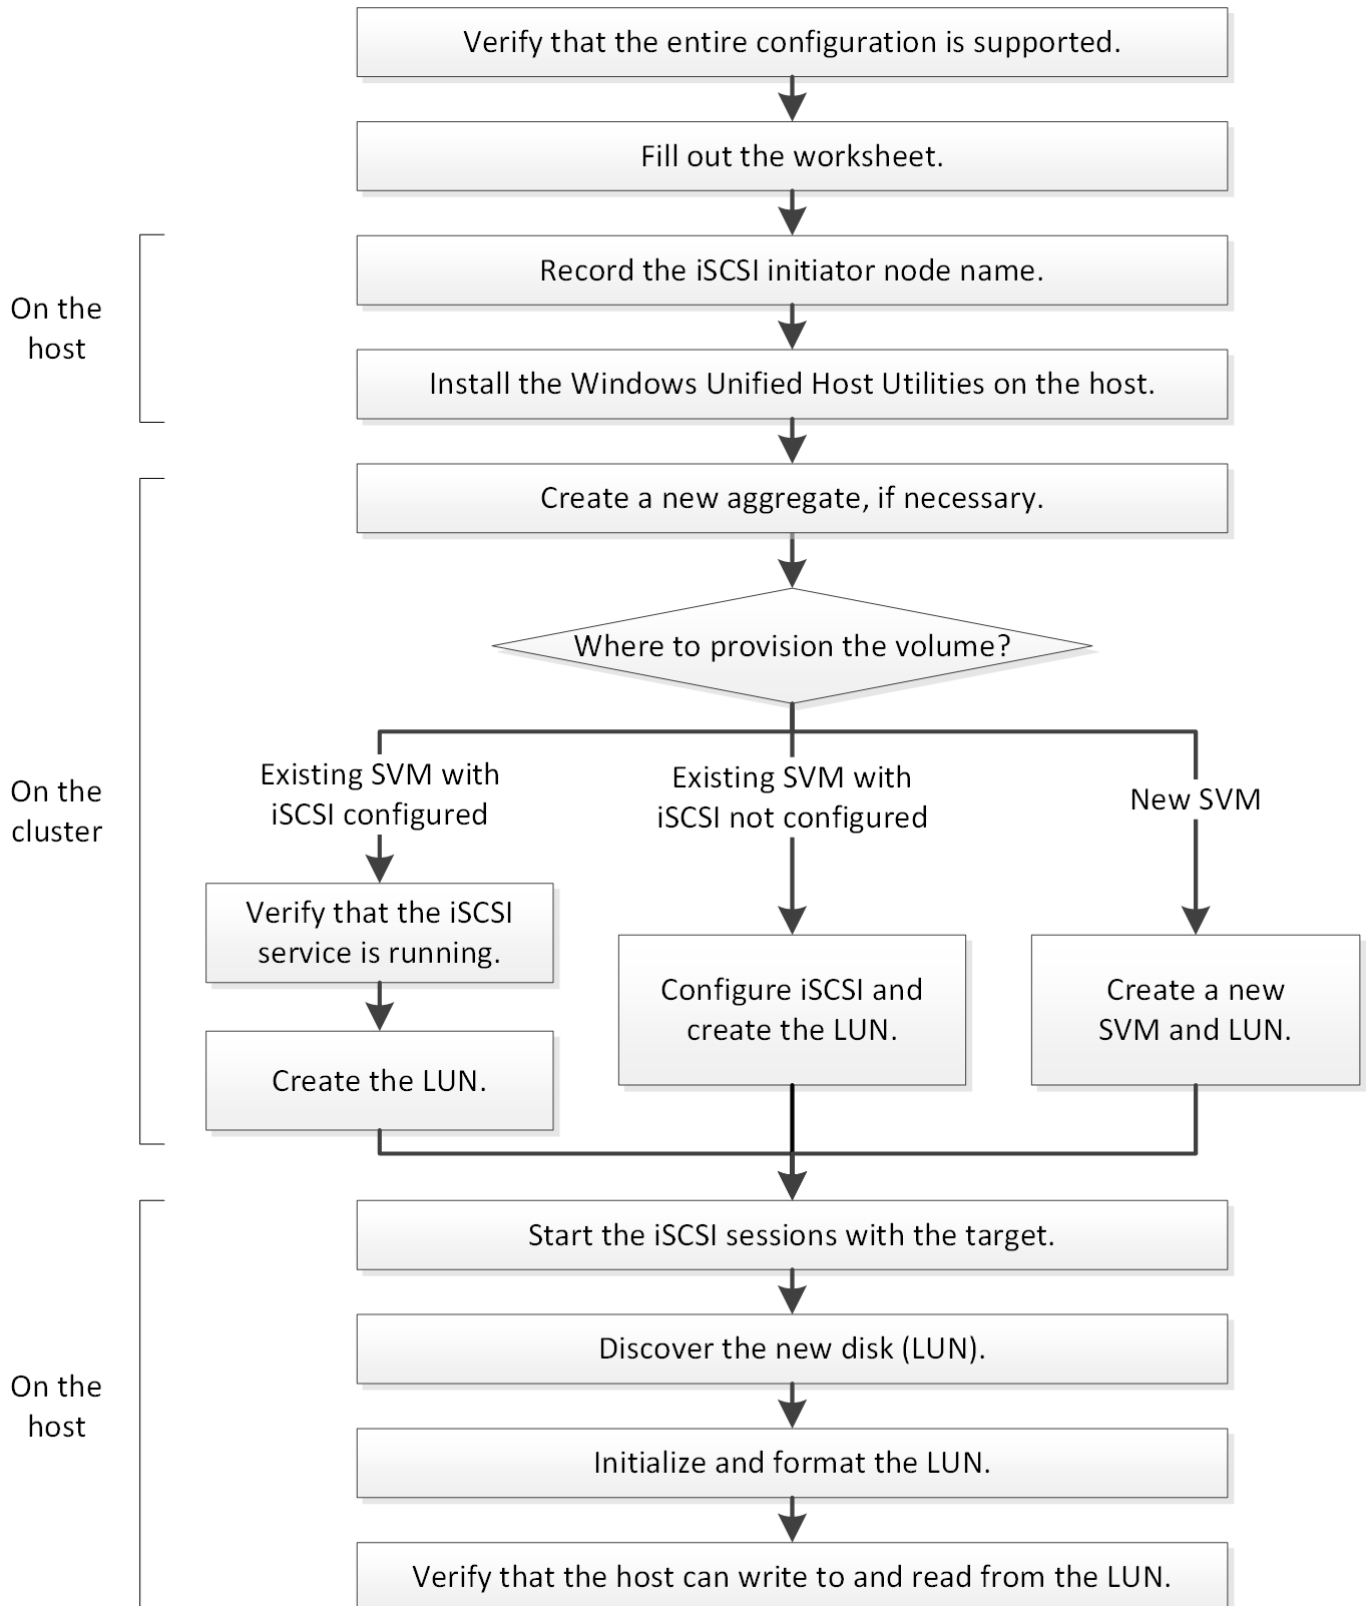 Verify that the entire configuration is supported.
Fill out the worksheet.
On the
host
Record the iSCSI initiator node name.
Install the Windows Unified Host Utilities on the host.
On the
cluster
Create a new aggregate, if necessary.
Where to provision the volume?
Existing SVM with
iSCSI configured
Existing SVM with
iSCSI not configured
New SVM
Verify that the iSCSI
service is running.
Create the LUN.
Configure iSCSI and
create the LUN.
Create a new
SVM and LUN.
On the
host
Start the iSCSI sessions with the target.
Discover the new disk (LUN).
Initialize and format the LUN.
Verify that the host can write to and read from the LUN.